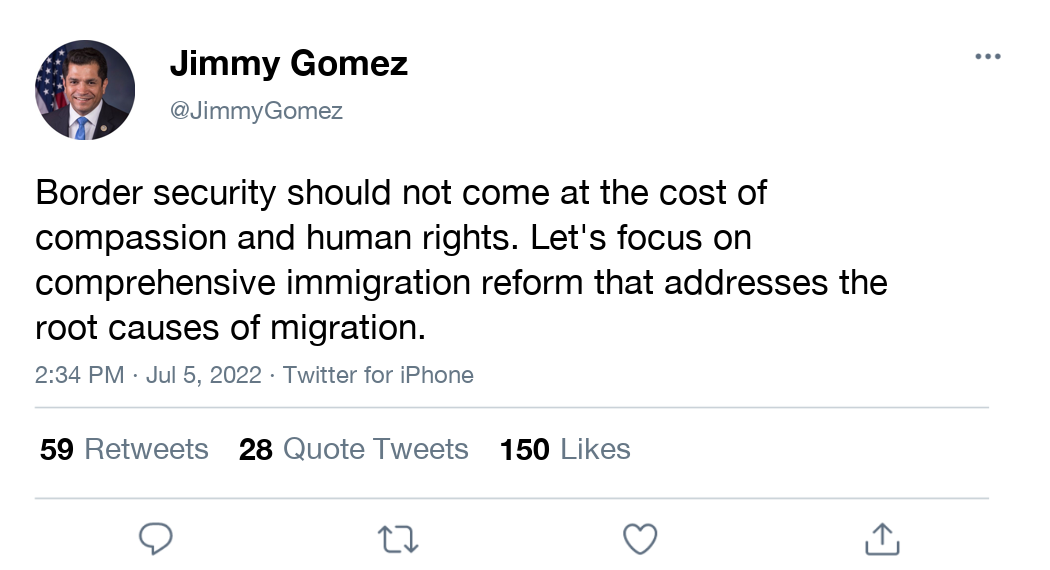 Jimmy Gomez
@JimmyGomez
Border security should not come at the cost of
compassion and human rights. Let's focus on
comprehensive immigration reform that addresses the
root causes of migration.
2:34 PM · Jul 5, 2022 · Twitter for iPhone
59 Retweets 28 Quote Tweets 150 Likes